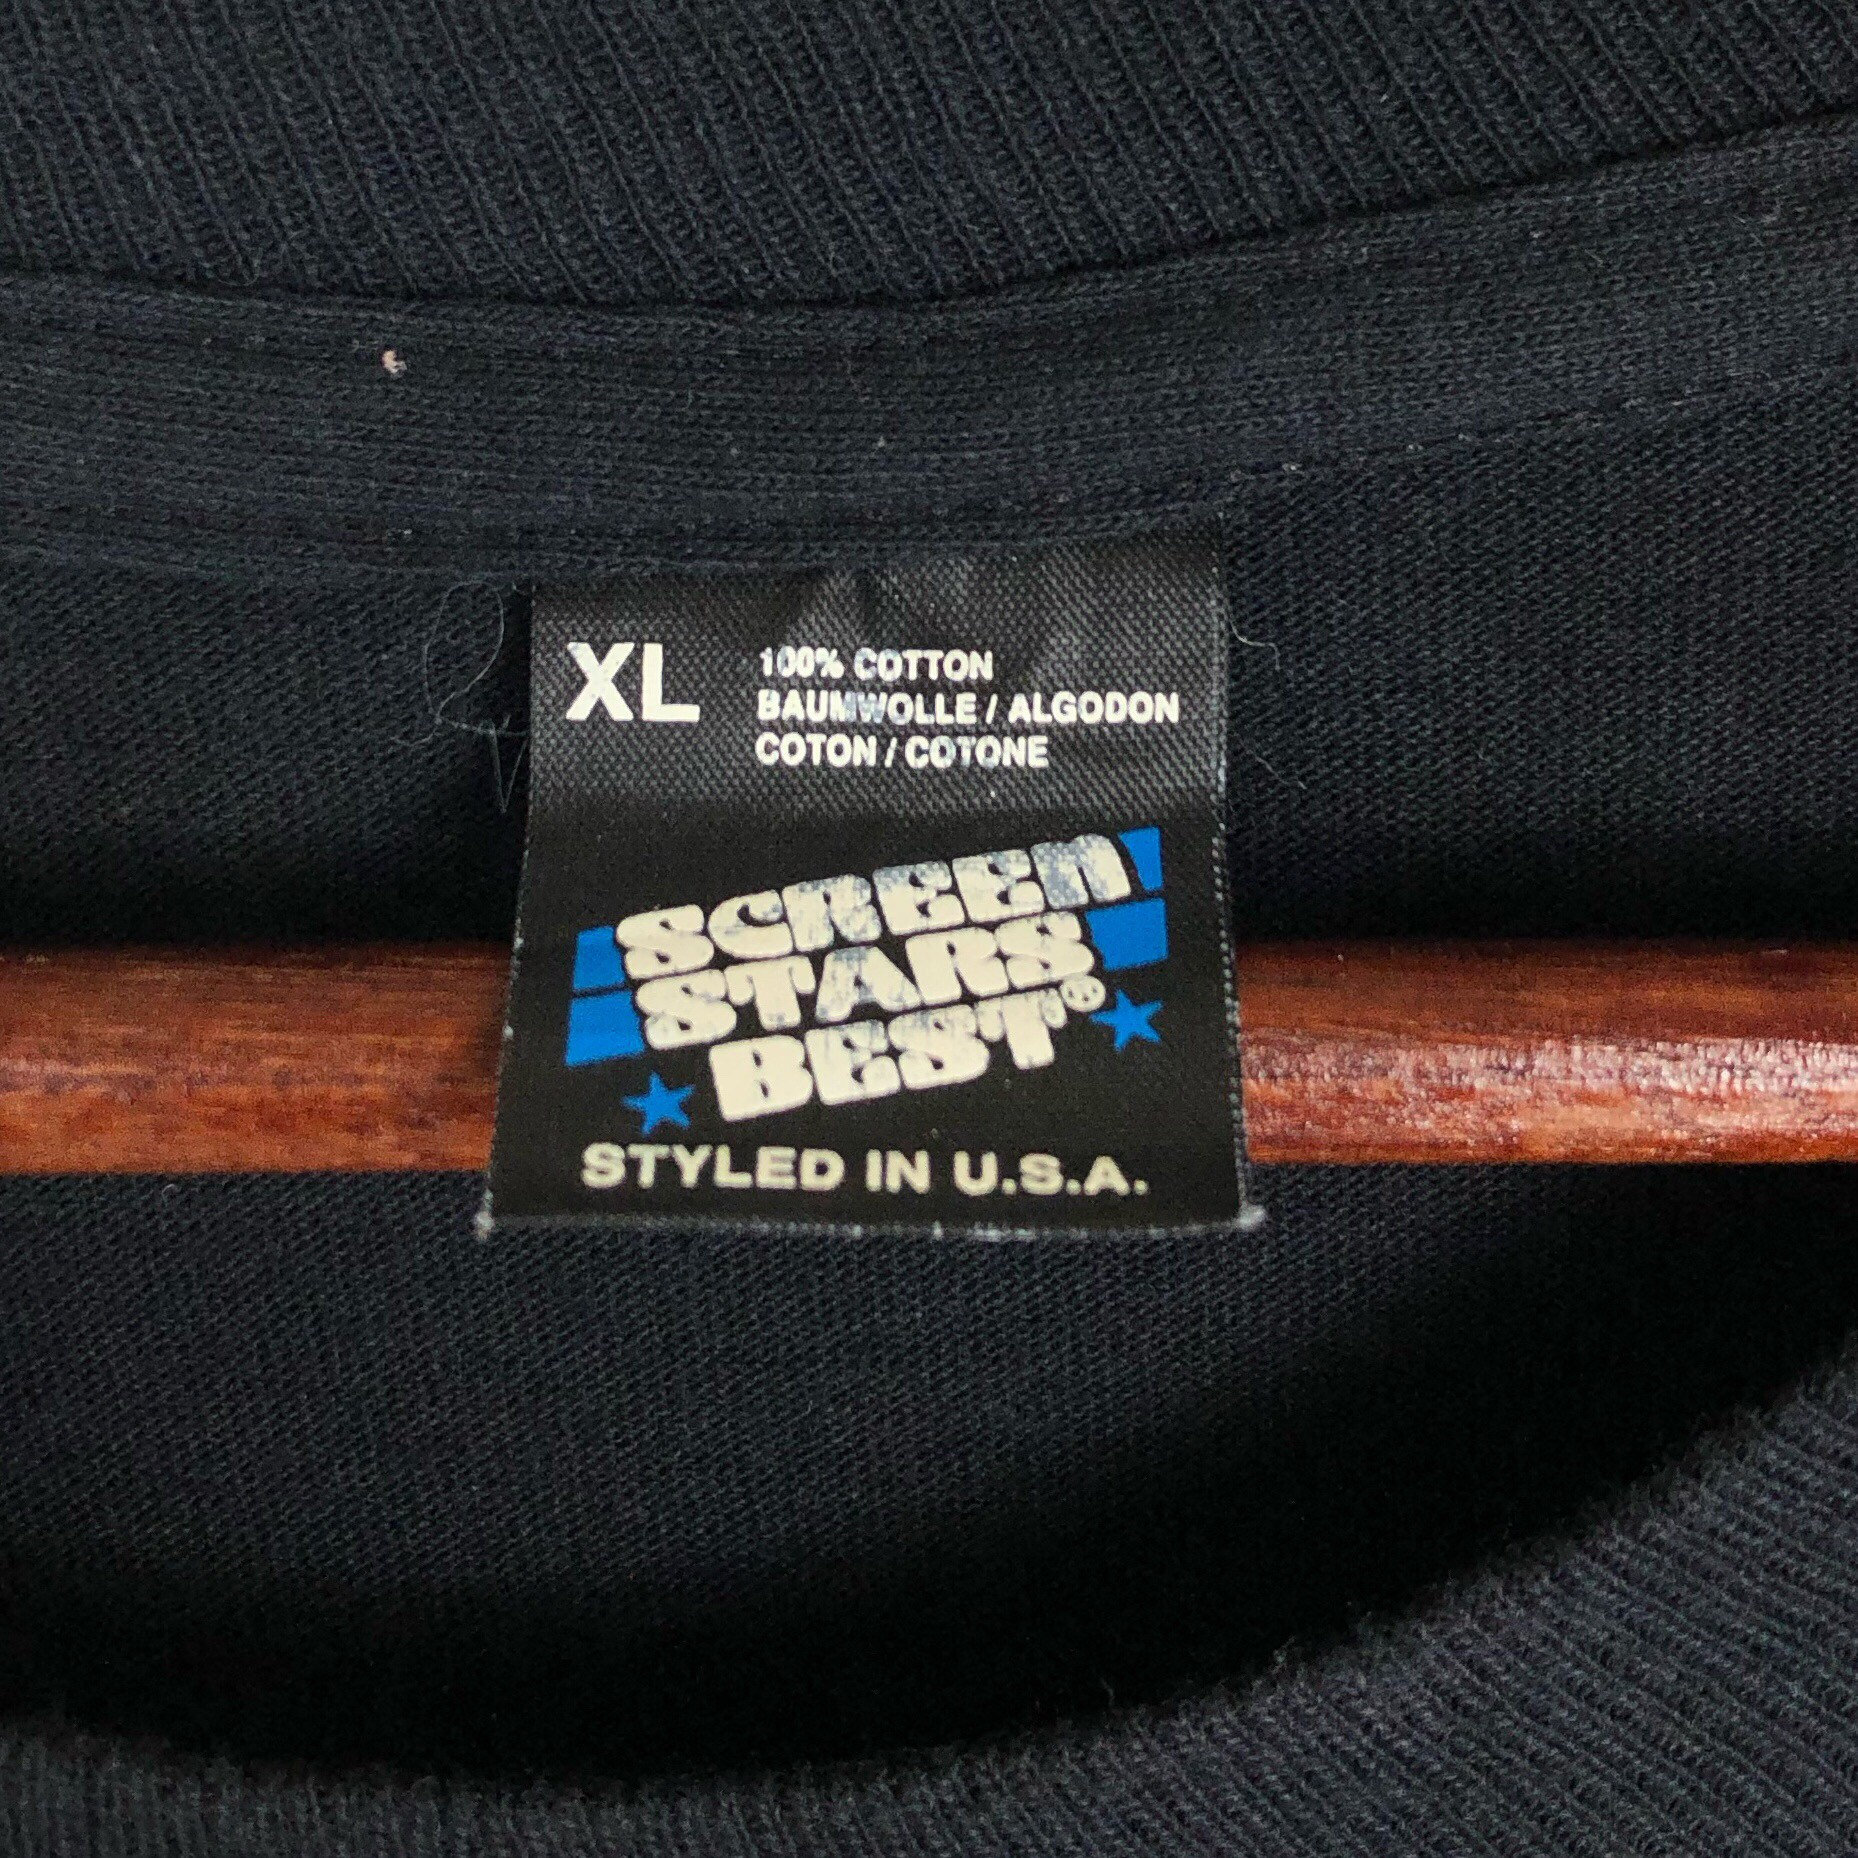 XL
100% COTTON
BAUMWOLLE / ALGODON
COTON / COTONE
SCREEN
STARS
BEST®
STYLED IN U.S.A.